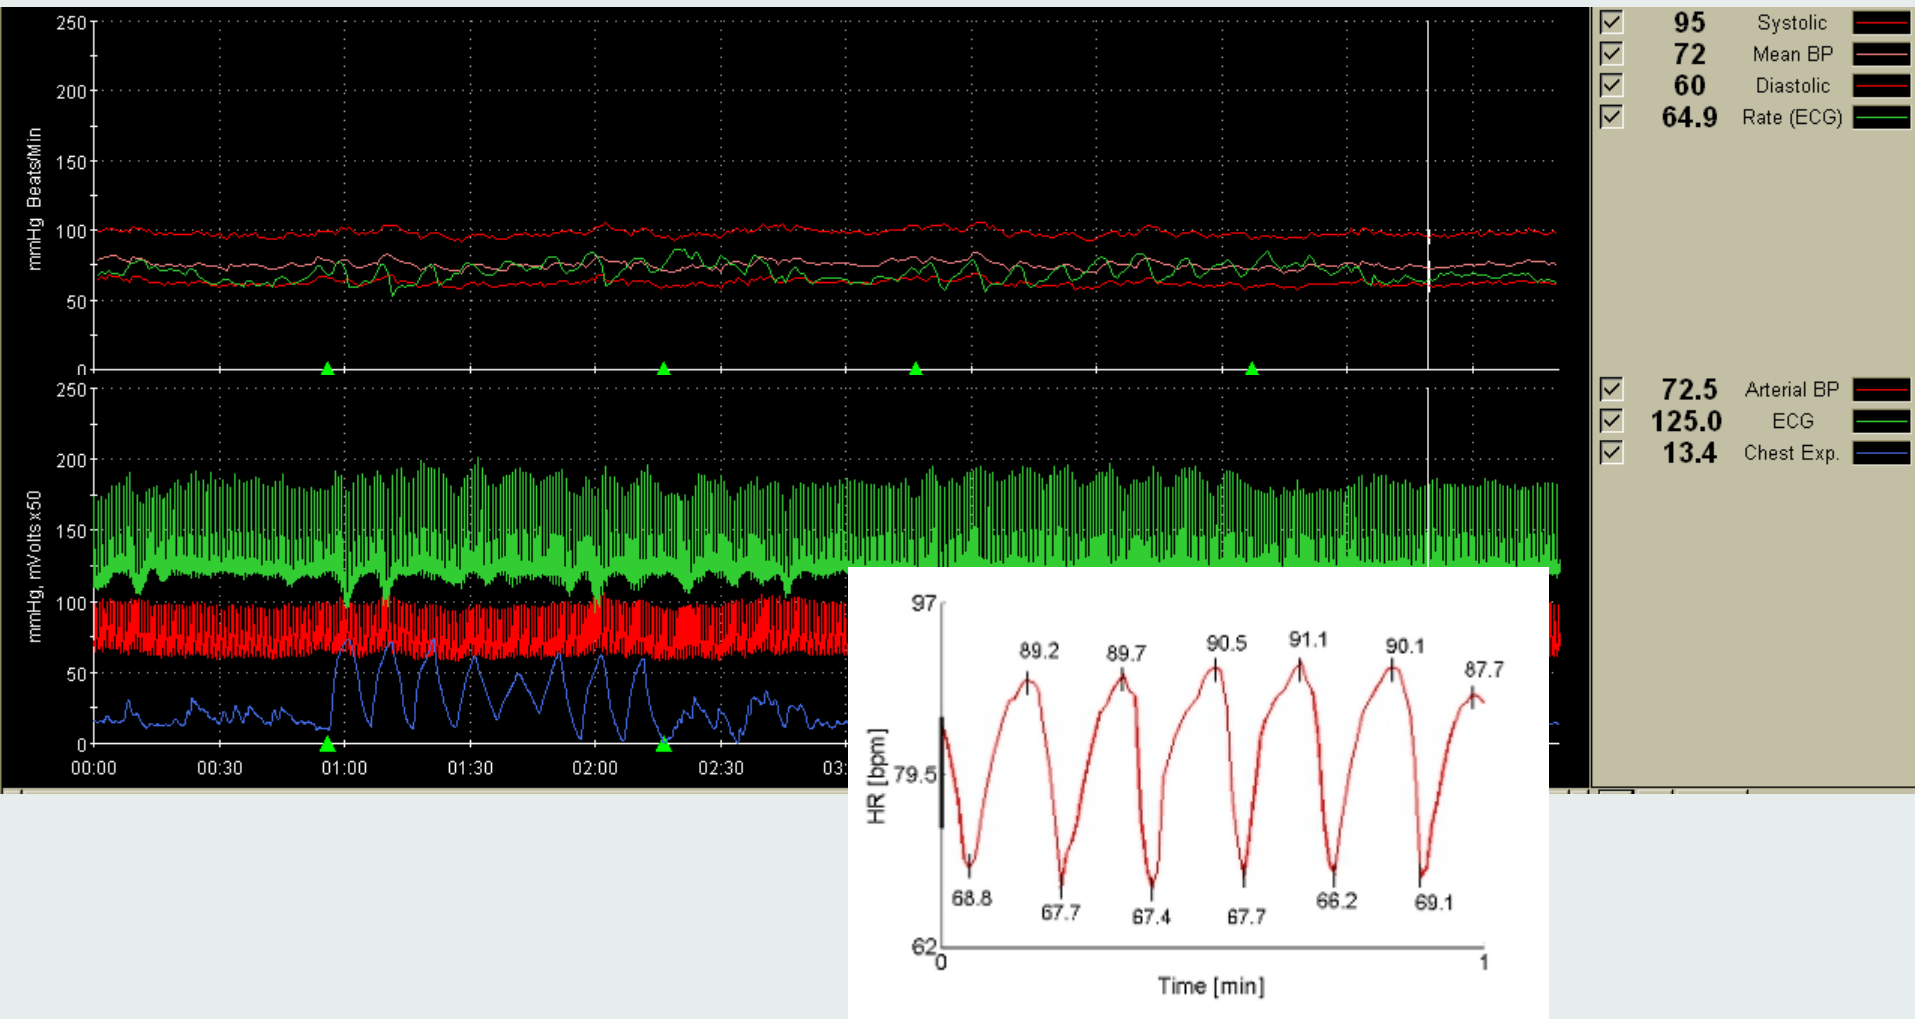 250
200
150
100
50
0
mmHg Beats/Min
95 Systolic
72 Mean BP
60 Diastolic
64.9 Rate (ECG)
250
200
150
100
50
0
mmHg, mVolts x50
00:00 00:30 01:00 01:30 02:00 02:30 03:
72.5 Arterial BP
125.0 ECG
13.4 Chest Exp.
97
79.5
62
HR [bpm]
89.2 89.7 90.5 91.1 90.1 87.7
68.8 67.7 67.4 67.7 66.2 69.1
0 1
Time [min]